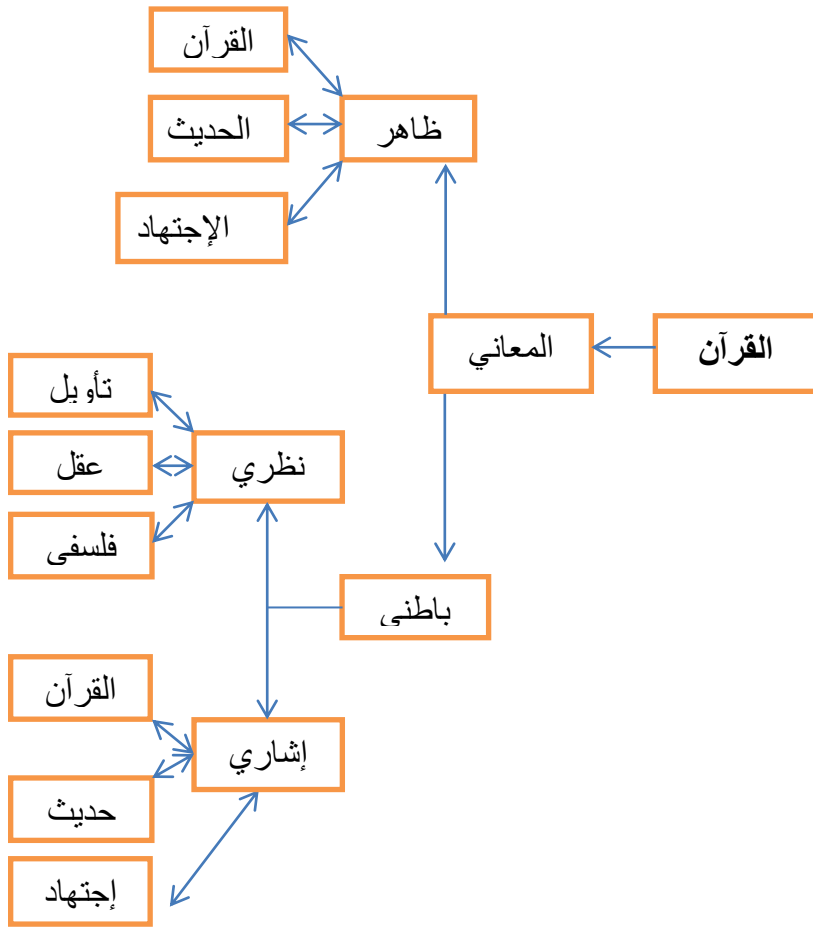 القرآن
الحديث
ظاهر
الإجتهاد
القرآن
المعاني
تأويل
نظري
عقل
فلسفي
باطني
القرآن
إشاري
حديث
إجتهاد